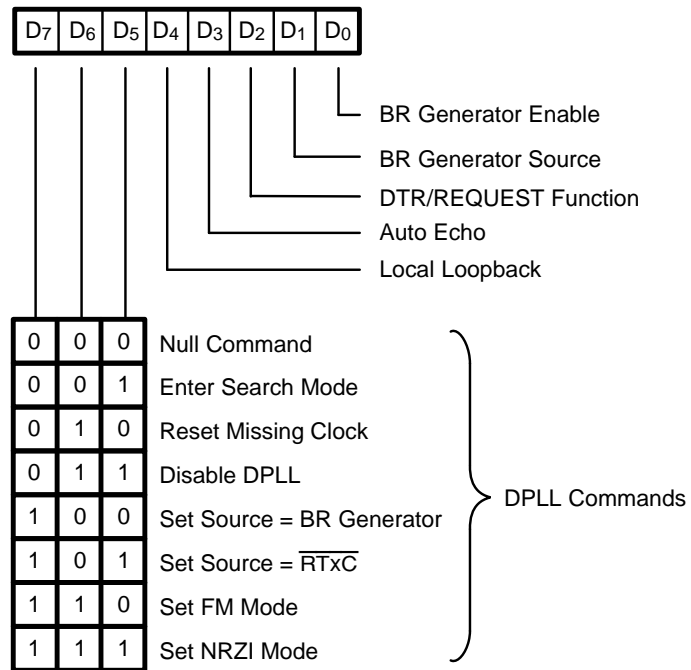 D7 D6 D5 D4 D3 D2 D1 D0
BR Generator Enable
BR Generator Source
DTR/REQUEST Function
Auto Echo
Local Loopback
0 0 0 Null Command
0 0 1 Enter Search Mode
0 1 0 Reset Missing Clock
0 1 1 Disable DPLL
1 0 0 Set Source = BR Generator
1 0 1 Set Source = R̅T̅x̅C̅
1 1 0 Set FM Mode
1 1 1 Set NRZI Mode
DPLL Commands